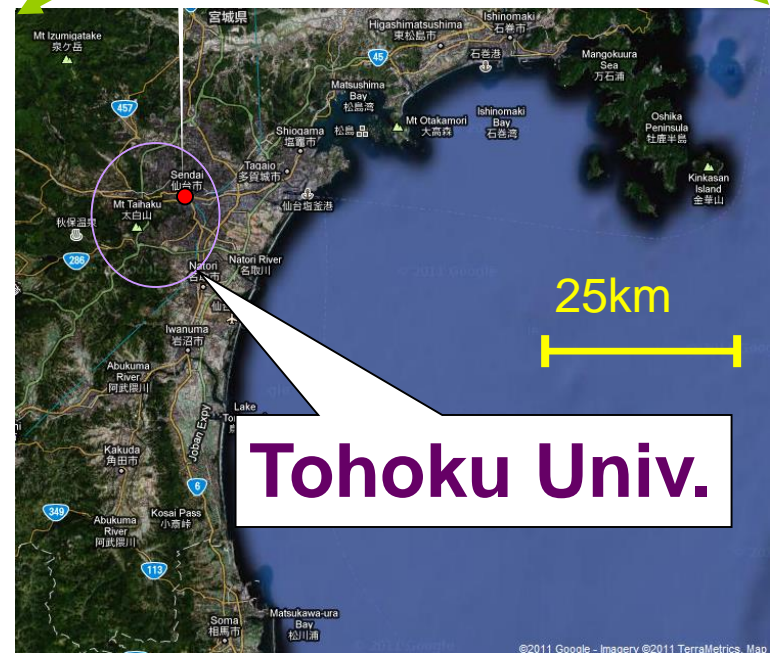 宮城県
Mt Izumigatake
泉ケ岳
Higashimatsushima
東松島市
Ishinomaki
石巻市
45
石巻港
Mangokuura
Sea
万石浦
457
Matsushima
Bay
松島湾
Mt Otakamori
大高森
Ishinomaki
Bay
石巻湾
Oshika
Peninsula
牡鹿半島
Shiogama
塩竈市
松島
Sendai
仙台市
Tagajo
多賀城市
Kinkasan
Island
金華山
Mt Taihaku
太白山
仙台塩釜港
秋保温泉
286
Natori
Natori River
名取川
25km
Iwanuma
岩沼市
Abukuma
River
阿武隈川
Lake
Joban Expy
Tohoku Univ.
Kakuda
角田市
6
349
Abukuma
River
阿武隈川
Kosai Pass
小斎峠
113
Soma
相馬市
Matsukawa-ura
Bay
松川浦
©2011 Google - Imagery ©2011 TerraMetrics, Map